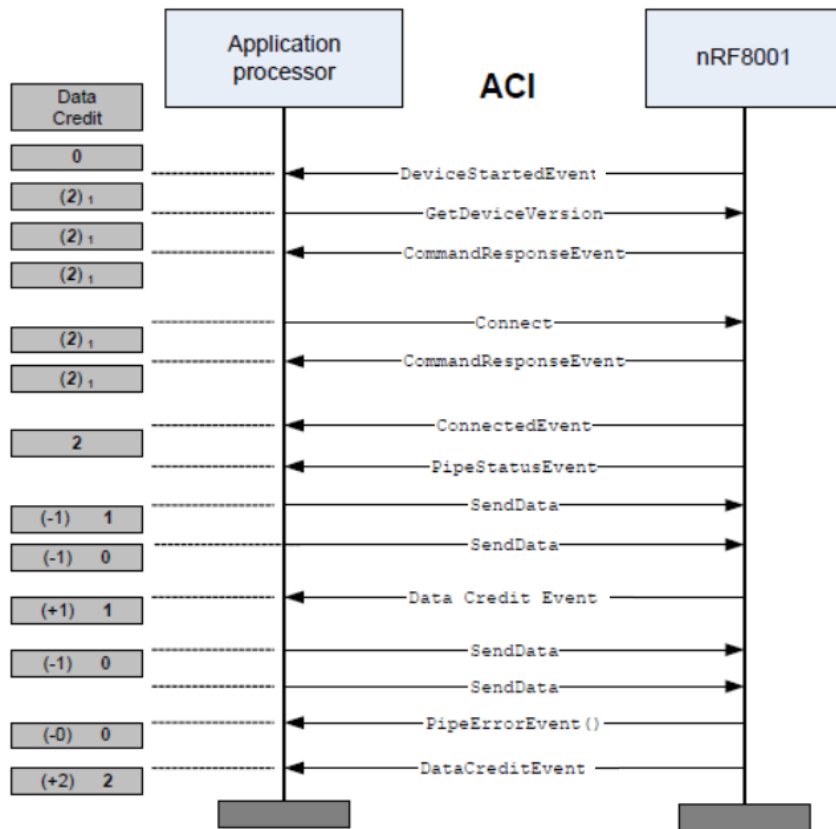 Application
processor
nRF8001
ACI
Data
Credit
0
DeviceStartedEvent
(2) 1
GetDeviceVersion
(2) 1
CommandResponseEvent
(2) 1
Connect
(2) 1
CommandResponseEvent
(2) 1
ConnectedEvent
2
PipeStatusEvent
SendData
(-1) 1
SendData
(-1) 0
Data Credit Event
(+1) 1
SendData
(-1) 0
SendData
PipeErrorEvent()
(-0) 0
DataCreditEvent
(+2) 2